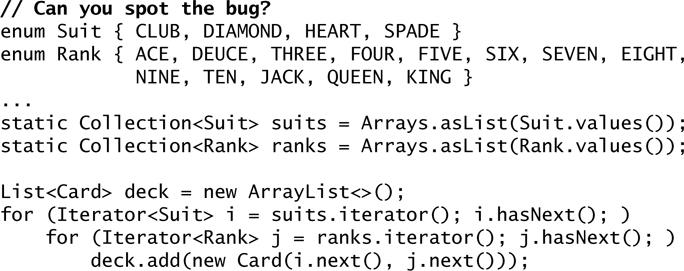 // Can you spot the bug?
enum Suit { CLUB, DIAMOND, HEART, SPADE }
enum Rank { ACE, DEUCE, THREE, FOUR, FIVE, SIX, SEVEN, EIGHT,
            NINE, TEN, JACK, QUEEN, KING }
...
static Collection<Suit> suits = Arrays.asList(Suit.values());
static Collection<Rank> ranks = Arrays.asList(Rank.values());

List<Card> deck = new ArrayList<>();
for (Iterator<Suit> i = suits.iterator(); i.hasNext(); )
    for (Iterator<Rank> j = ranks.iterator(); j.hasNext(); )
        deck.add(new Card(i.next(), j.next()));